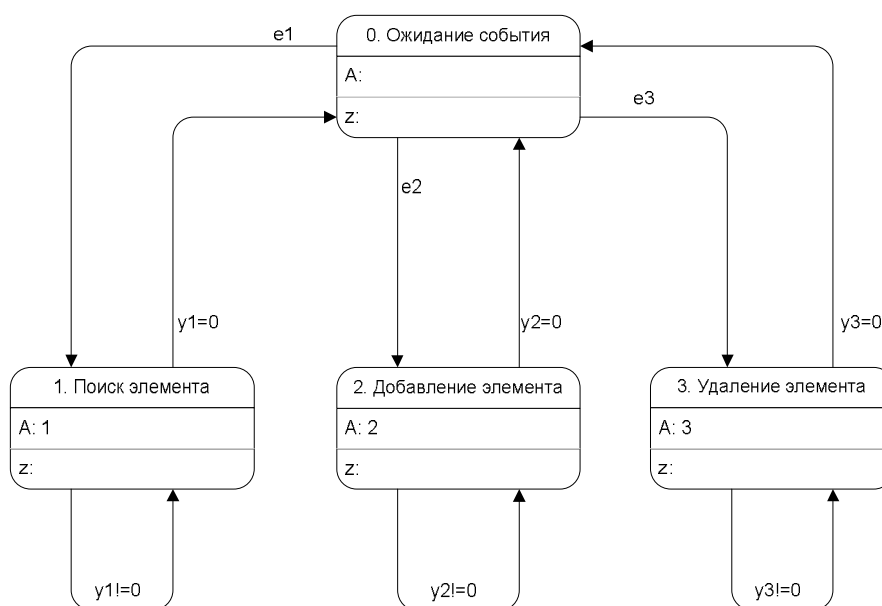 e1
0. Ожидание события
A:
z:
e3
e2
y1=0
y2=0
y3=0
1. Поиск элемента
A: 1
z:
2. Добавление элемента
A: 2
z:
3. Удаление элемента
A: 3
z:
y1!=0
y2!=0
y3!=0